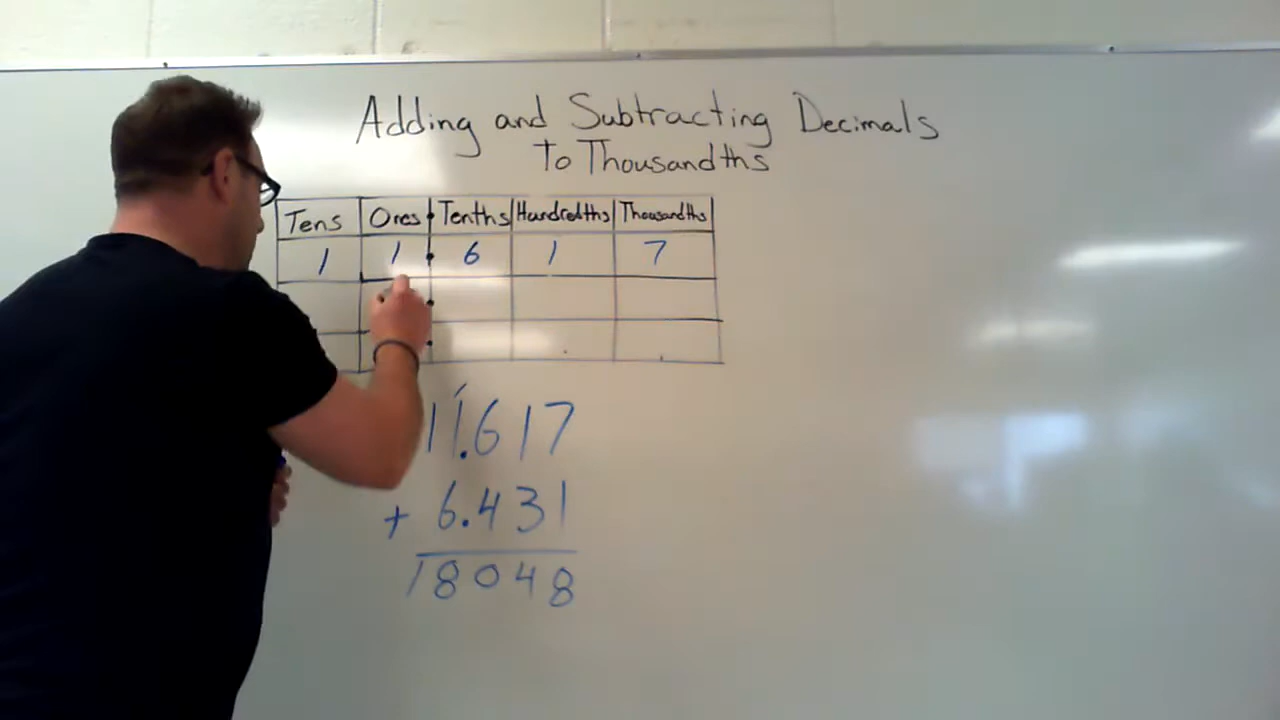 Adding and Subtracting Decimals
To Thousandths
Tens Ones . Tenths Hundredths Thousandths
1 1 . 6 1 7
.
.
1
11.617
+ 6.431
18048